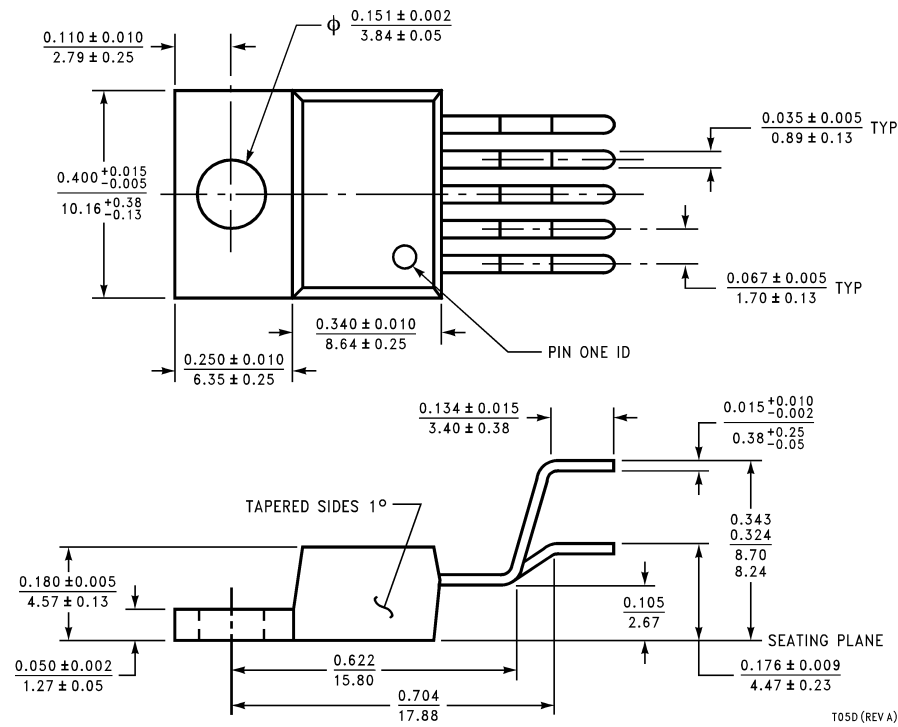 ϕ 0.151 ± 0.002
3.84 ± 0.05
0.110 ± 0.010
2.79 ± 0.25
0.035 ± 0.005 TYP
0.89 ± 0.13
0.400 +0.015 -0.005
10.16 +0.38 -0.13
0.067 ± 0.005 TYP
1.70 ± 0.13
0.340 ± 0.010
8.64 ± 0.25
PIN ONE ID
0.250 ± 0.010
6.35 ± 0.25
0.134 ± 0.015
3.40 ± 0.38
0.015 +0.010 -0.002
0.38 +0.25 -0.05
TAPERED SIDES 1°
0.343
0.324
8.70
8.24
0.180 ± 0.005
4.57 ± 0.13
0.105
2.67
SEATING PLANE
0.050 ± 0.002
1.27 ± 0.05
0.622
15.80
0.176 ± 0.009
4.47 ± 0.23
0.704
17.88
T05D (REV A)